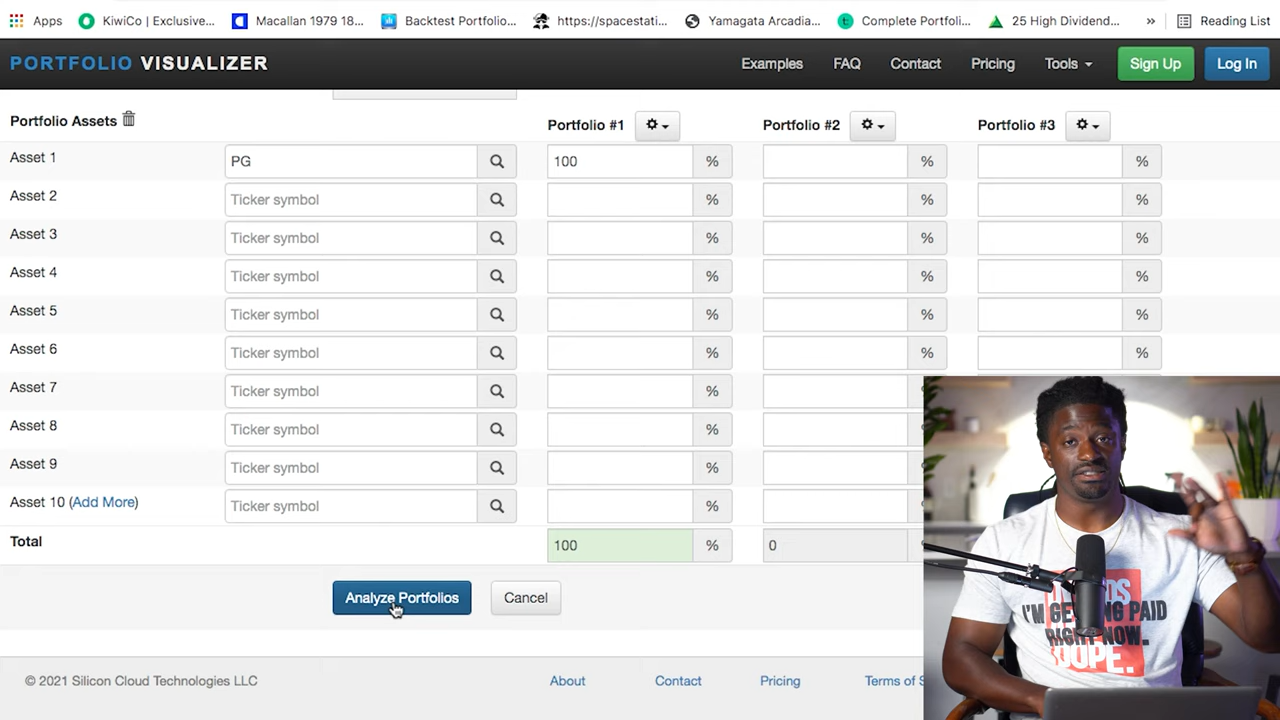 Apps
KiwiCo | Exclusive...
Macallan 1979 18...
Backtest Portfolio...
https://spacestati...
Yamagata Arcadia...
Complete Portfoli...
25 High Dividend...
»
Reading List
PORTFOLIO VISUALIZER
Examples
FAQ
Contact
Pricing
Tools
Sign Up
Log In
Portfolio Assets
Portfolio #1
Portfolio #2
Portfolio #3
Asset 1
PG
100
%
%
%
Asset 2
Ticker symbol
%
%
%
Asset 3
Ticker symbol
%
%
%
Asset 4
Ticker symbol
%
%
%
Asset 5
Ticker symbol
%
%
%
Asset 6
Ticker symbol
%
%
%
Asset 7
Ticker symbol
%
Asset 8
Ticker symbol
%
Asset 9
Ticker symbol
%
Asset 10 (Add More)
Ticker symbol
%
Total
100
%
0
Analyze Portfolios
Cancel
© 2021 Silicon Cloud Technologies LLC
About
Contact
Pricing
Terms of
I'M GETTING PAID
RIGHT NOW.
DOPE.